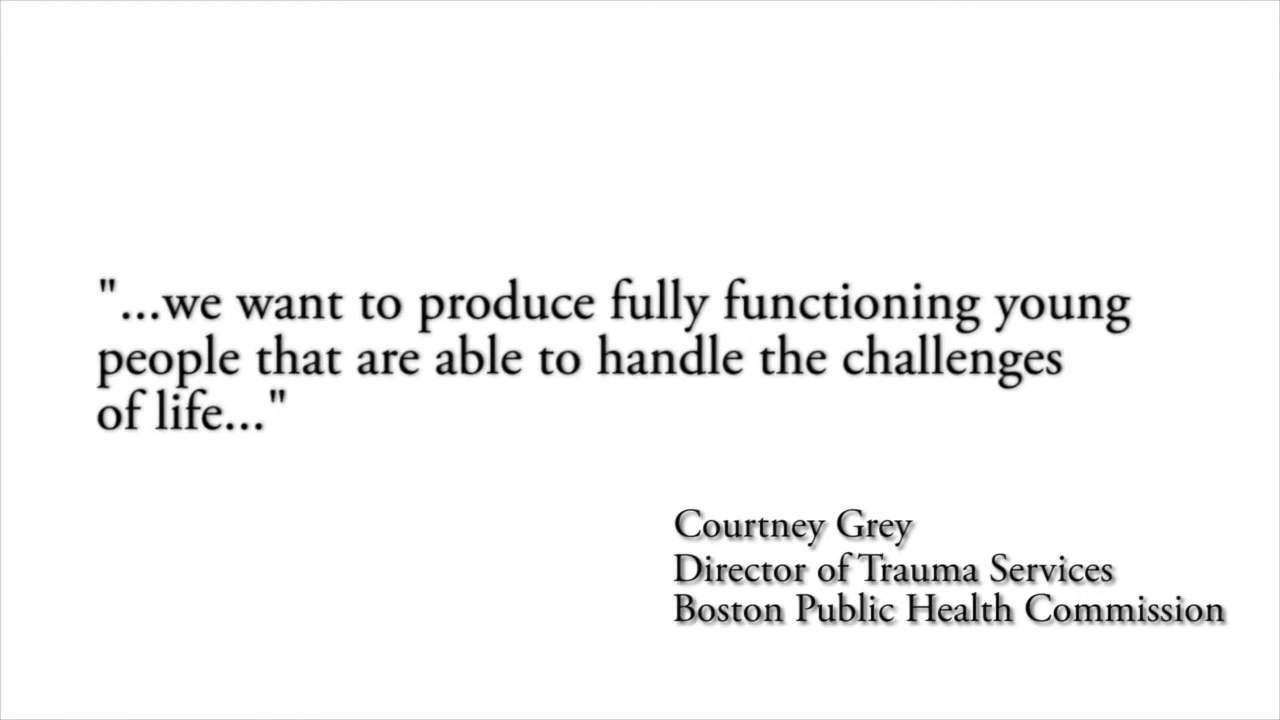 "...we want to produce fully functioning young
people that are able to handle the challenges
of life..."
Courtney Grey
Director of Trauma Services
Boston Public Health Commission